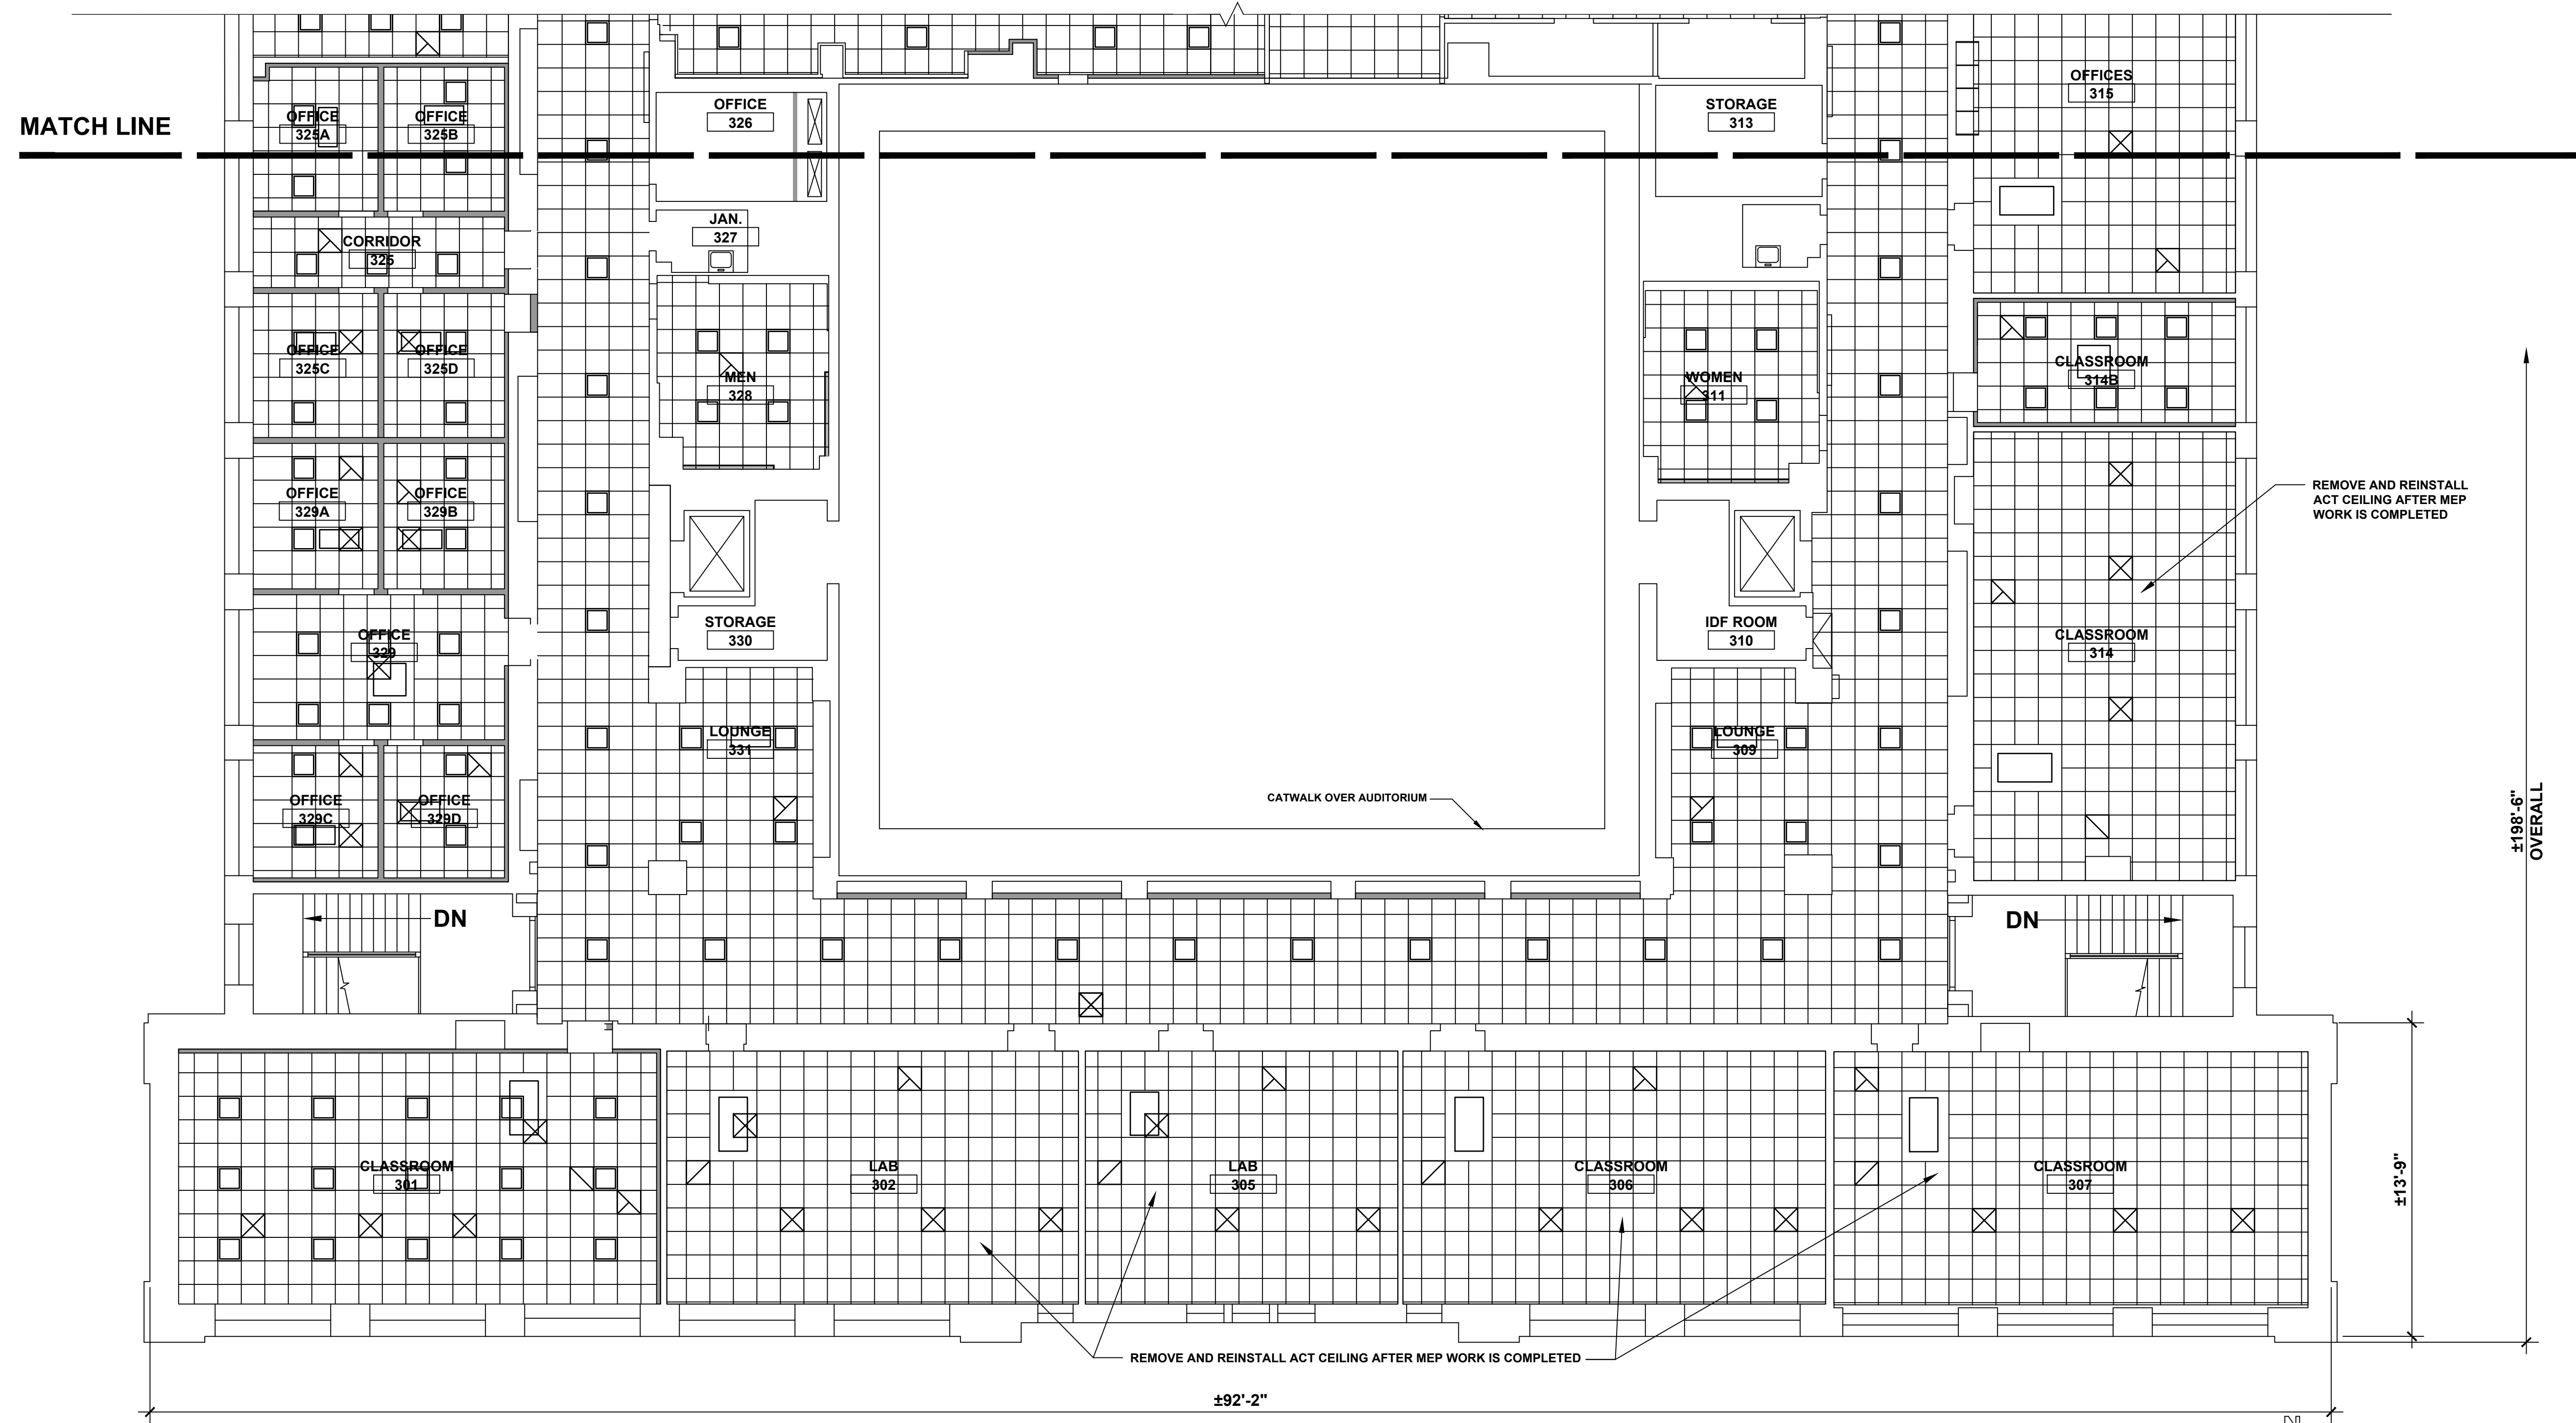 OFFICES
315
OFFICE
326
STORAGE
313
OFFICE
325A
OFFICE
325B
MATCH LINE
JAN.
327
CORRIDOR
325
OFFICE
325C
OFFICE
325D
MEN
328
WOMEN
311
CLASSROOM
314B
OFFICE
329A
OFFICE
329B
REMOVE AND REINSTALL
ACT CEILING AFTER MEP
WORK IS COMPLETED
STORAGE
330
IDF ROOM
310
OFFICE
329
CLASSROOM
314
LOUNGE
331
LOUNGE
309
OFFICE
329C
OFFICE
329D
CATWALK OVER AUDITORIUM
±198'-6"
OVERALL
DN
DN
CLASSROOM
301
LAB
302
LAB
305
CLASSROOM
306
CLASSROOM
307
±13'-9"
REMOVE AND REINSTALL ACT CEILING AFTER MEP WORK IS COMPLETED
±92'-2"